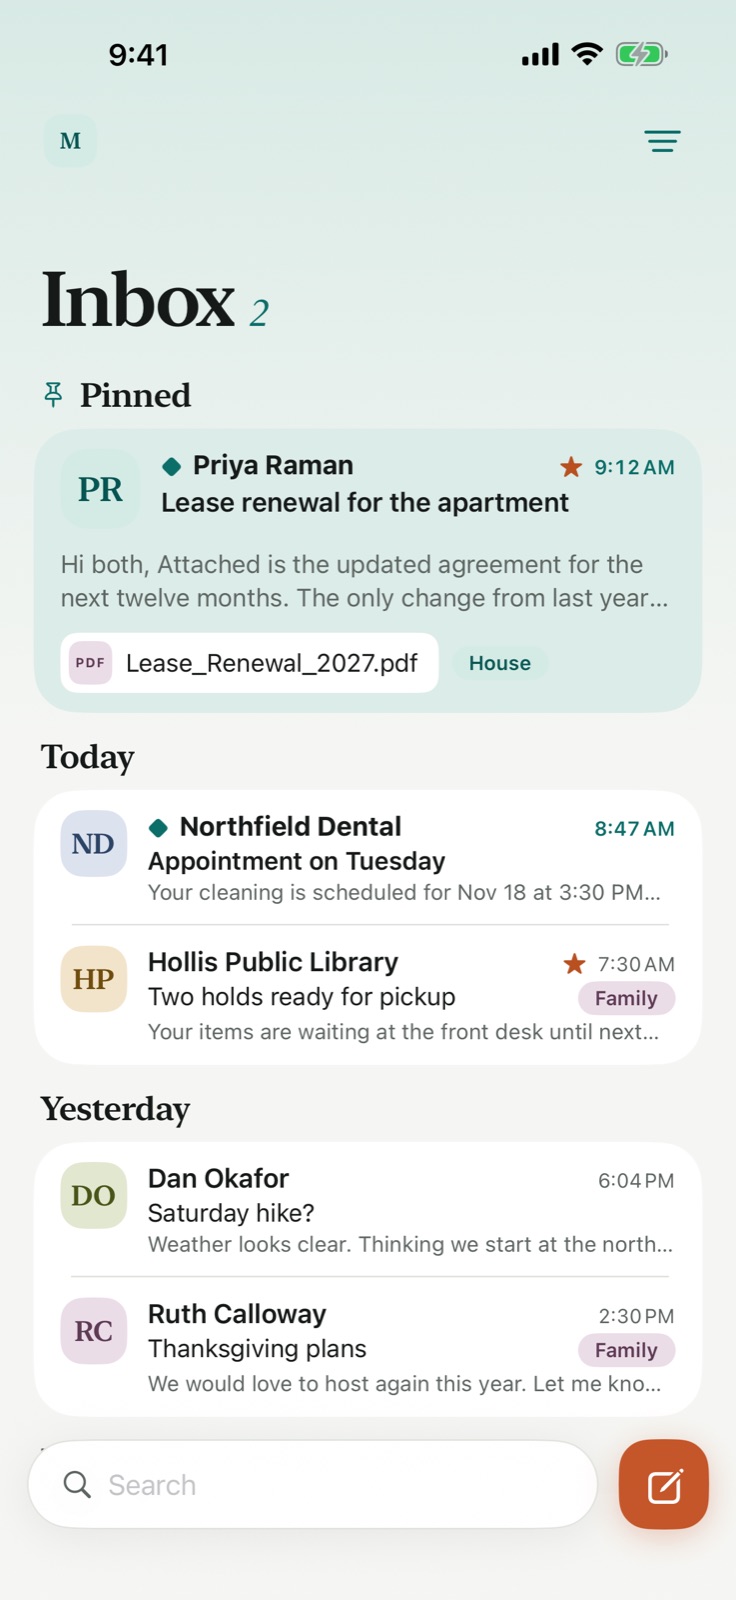 9:41
M
Inbox 2
Pinned
PR
Priya Raman
9:12 AM
Lease renewal for the apartment
Hi both, Attached is the updated agreement for the
next twelve months. The only change from last year...
PDF
Lease_Renewal_2027.pdf
House
Today
ND
Northfield Dental
8:47 AM
Appointment on Tuesday
Your cleaning is scheduled for Nov 18 at 3:30 PM...
HP
Hollis Public Library
7:30 AM
Two holds ready for pickup
Family
Your items are waiting at the front desk until next...
Yesterday
DO
Dan Okafor
6:04 PM
Saturday hike?
Weather looks clear. Thinking we start at the north...
RC
Ruth Calloway
2:30 PM
Thanksgiving plans
Family
We would love to host again this year. Let me kno...
Search